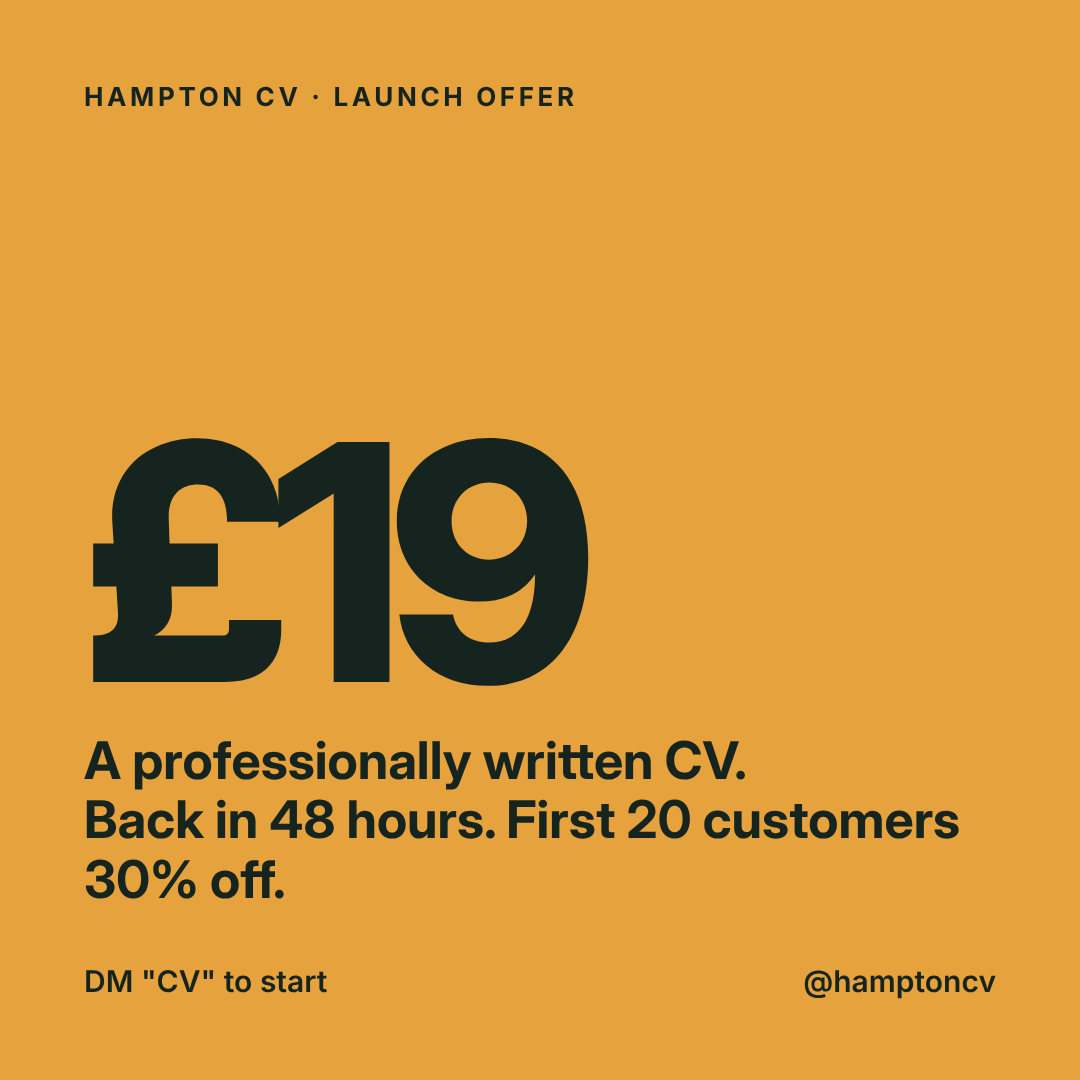 HAMPTON CV · LAUNCH OFFER
£19
A professionally written CV.
Back in 48 hours. First 20 customers
30% off.
DM "CV" to start
@hamptoncv